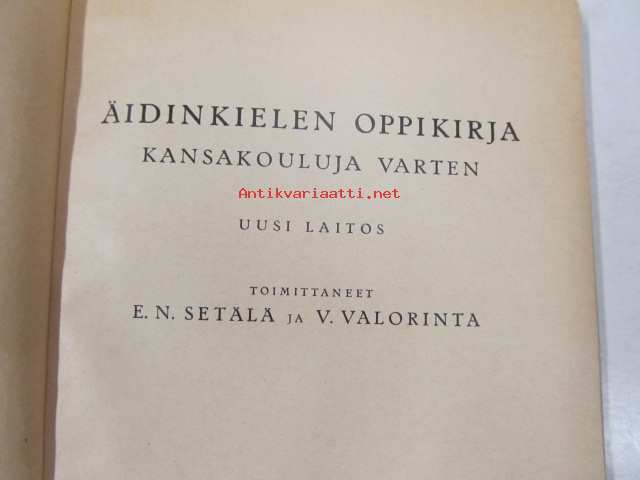 ÄIDINKIELEN OPPIKIRJA
KANSAKOULUJA VARTEN
Antikvariaatti.net
UUSI LAITOS
TOIMITTANEET
E. N. SETÄLÄ JA V. VALORINTA